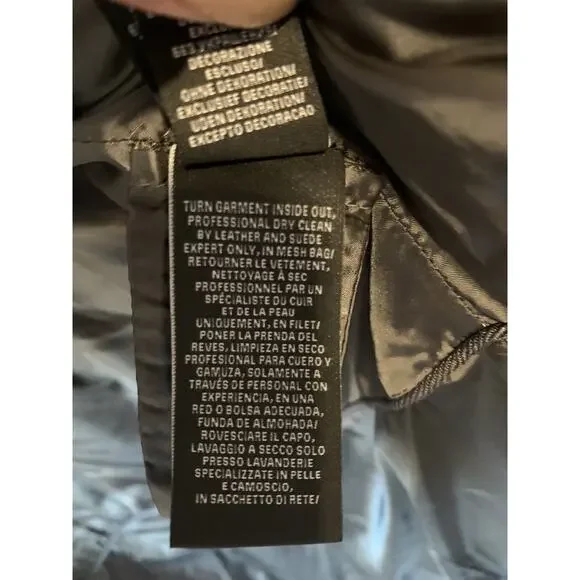 DECORAZIONE
ESCLUSO/
OHNE DEKORATION/
EXCLUSIEF DECORATIE/
UDEN DEKORATION/
EXCEPTO DECORACAO
TURN GARMENT INSIDE OUT,
PROFESSIONAL DRY CLEAN
BY LEATHER AND SUEDE
EXPERT ONLY, IN MESH BAG/
RETOURNER LE VETEMENT,
NETTOYAGE À SEC
PROFESSIONNEL PAR UN
SPÉCIALISTE DU CUIR
ET DE LA PEAU
UNIQUEMENT, EN FILET/
PONER LA PRENDA DEL
REVES, LIMPIEZA EN SECO
PROFESIONAL PARA CUERO Y
GAMUZA, SOLAMENTE A
TRAVÉS DE PERSONAL CON
EXPERIENCIA, EN UNA
RED O BOLSA ADECUADA,
FUNDA DE ALMOHADA/
ROVESCIARE IL CAPO,
LAVAGGIO A SECCO SOLO
PRESSO LAVANDERIE
SPECIALIZZATE IN PELLE
E CAMOSCIO,
IN SACCHETTO DI RETE/